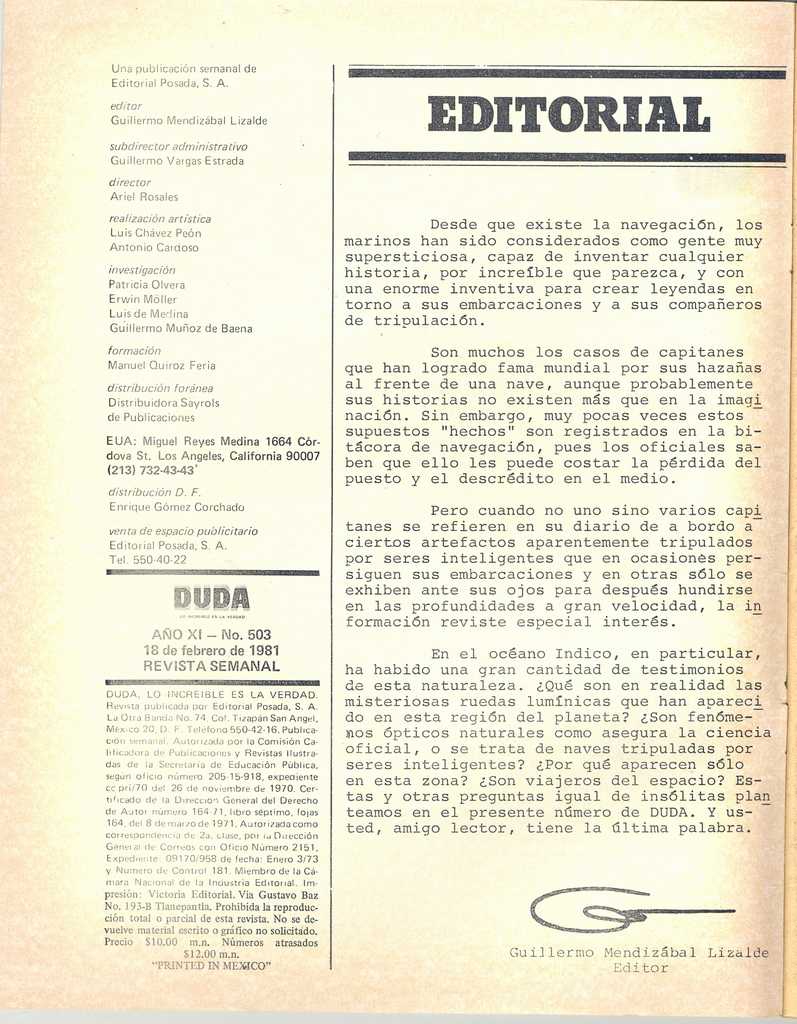 Una publicación semanal de
Editorial Posada, S. A.
editor
Guillermo Mendizábal Lizalde
subdirector administrativo
Guillermo Vargas Estrada
director
Ariel Rosales
realización artística
Luis Chávez Peón
Antonio Cardoso
investigación
Patricia Olvera
Erwin Möller
Luis de Medina
Guillermo Muñoz de Baena
formación
Manuel Quiroz Feria
distribución foránea
Distribuidora Sayrols
de Publicaciones
EUA: Miguel Reyes Medina 1664 Cór-
dova St. Los Angeles, California 90007
(213) 732-43-43
distribución D. F.
Enrique Gómez Corchado
venta de espacio publicitario
Editorial Posada, S. A.
Tel. 550-40-22
DUDA
LO INCREIBLE ES LA VERDAD
AÑO XI — No. 503
18 de febrero de 1981
REVISTA SEMANAL
DUDA, LO INCREIBLE ES LA VERDAD.
Revista publicada por Editorial Posada, S. A.
La Otra Banda No. 74, Col. Tizapán San Angel,
México 20, D. F. Teléfono 550-42-16. Publica-
ción semanal. Autorizada por la Comisión Ca-
lificadora de Publicaciones y Revistas Ilustra-
das de la Secretaría de Educación Pública,
según oficio número 205-15-918, expediente
cc pri/70 del 26 de noviembre de 1970. Cer-
tificado de la Dirección General del Derecho
de Autor número 164-71, libro séptimo, fojas
164, del 8 de marzo de 1971. Autorizada como
correspondencia de 2a. clase, por la Dirección
General de Correos con Oficio Número 2151,
Expediente: 09170/958 de fecha: Enero 3/73
y Número de Control 181. Miembro de la Cá-
mara Nacional de la Industria Editorial. Im-
presión: Victoria Editorial. Vía Gustavo Baz
No. 193-B Tlanepantla. Prohibida la reproduc-
ción total o parcial de esta revista. No se de-
vuelve material escrito o gráfico no solicitado.
Precio $10.00 m.n. Números atrasados
$12.00 m.n.
"PRINTED IN MEXICO"
EDITORIAL
Desde que existe la navegación, los
marinos han sido considerados como gente muy
supersticiosa, capaz de inventar cualquier
historia, por increíble que parezca, y con
una enorme inventiva para crear leyendas en
torno a sus embarcaciones y a sus compañeros
de tripulación.
Son muchos los casos de capitanes
que han logrado fama mundial por sus hazañas
al frente de una nave, aunque probablemente
sus historias no existen más que en la imagi
nación. Sin embargo, muy pocas veces estos
supuestos "hechos" son registrados en la bi-
tácora de navegación, pues los oficiales sa-
ben que ello les puede costar la pérdida del
puesto y el descrédito en el medio.
Pero cuando no uno sino varios capi
tanes se refieren en su diario de a bordo a
ciertos artefactos aparentemente tripulados
por seres inteligentes que en ocasiones per-
siguen sus embarcaciones y en otras sólo se
exhiben ante sus ojos para después hundirse
en las profundidades a gran velocidad, la in
formación reviste especial interés.
En el océano Indico, en particular,
ha habido una gran cantidad de testimonios
de esta naturaleza. ¿Qué son en realidad las
misteriosas ruedas lumínicas que han apareci
do en esta región del planeta? ¿Son fenóme-
nos ópticos naturales como asegura la ciencia
oficial, o se trata de naves tripuladas por
seres inteligentes? ¿Por qué aparecen sólo
en esta zona? ¿Son viajeros del espacio? Es-
tas y otras preguntas igual de insólitas plan
teamos en el presente número de DUDA. Y us-
ted, amigo lector, tiene la última palabra.
Guillermo Mendizábal Lizalde
Editor